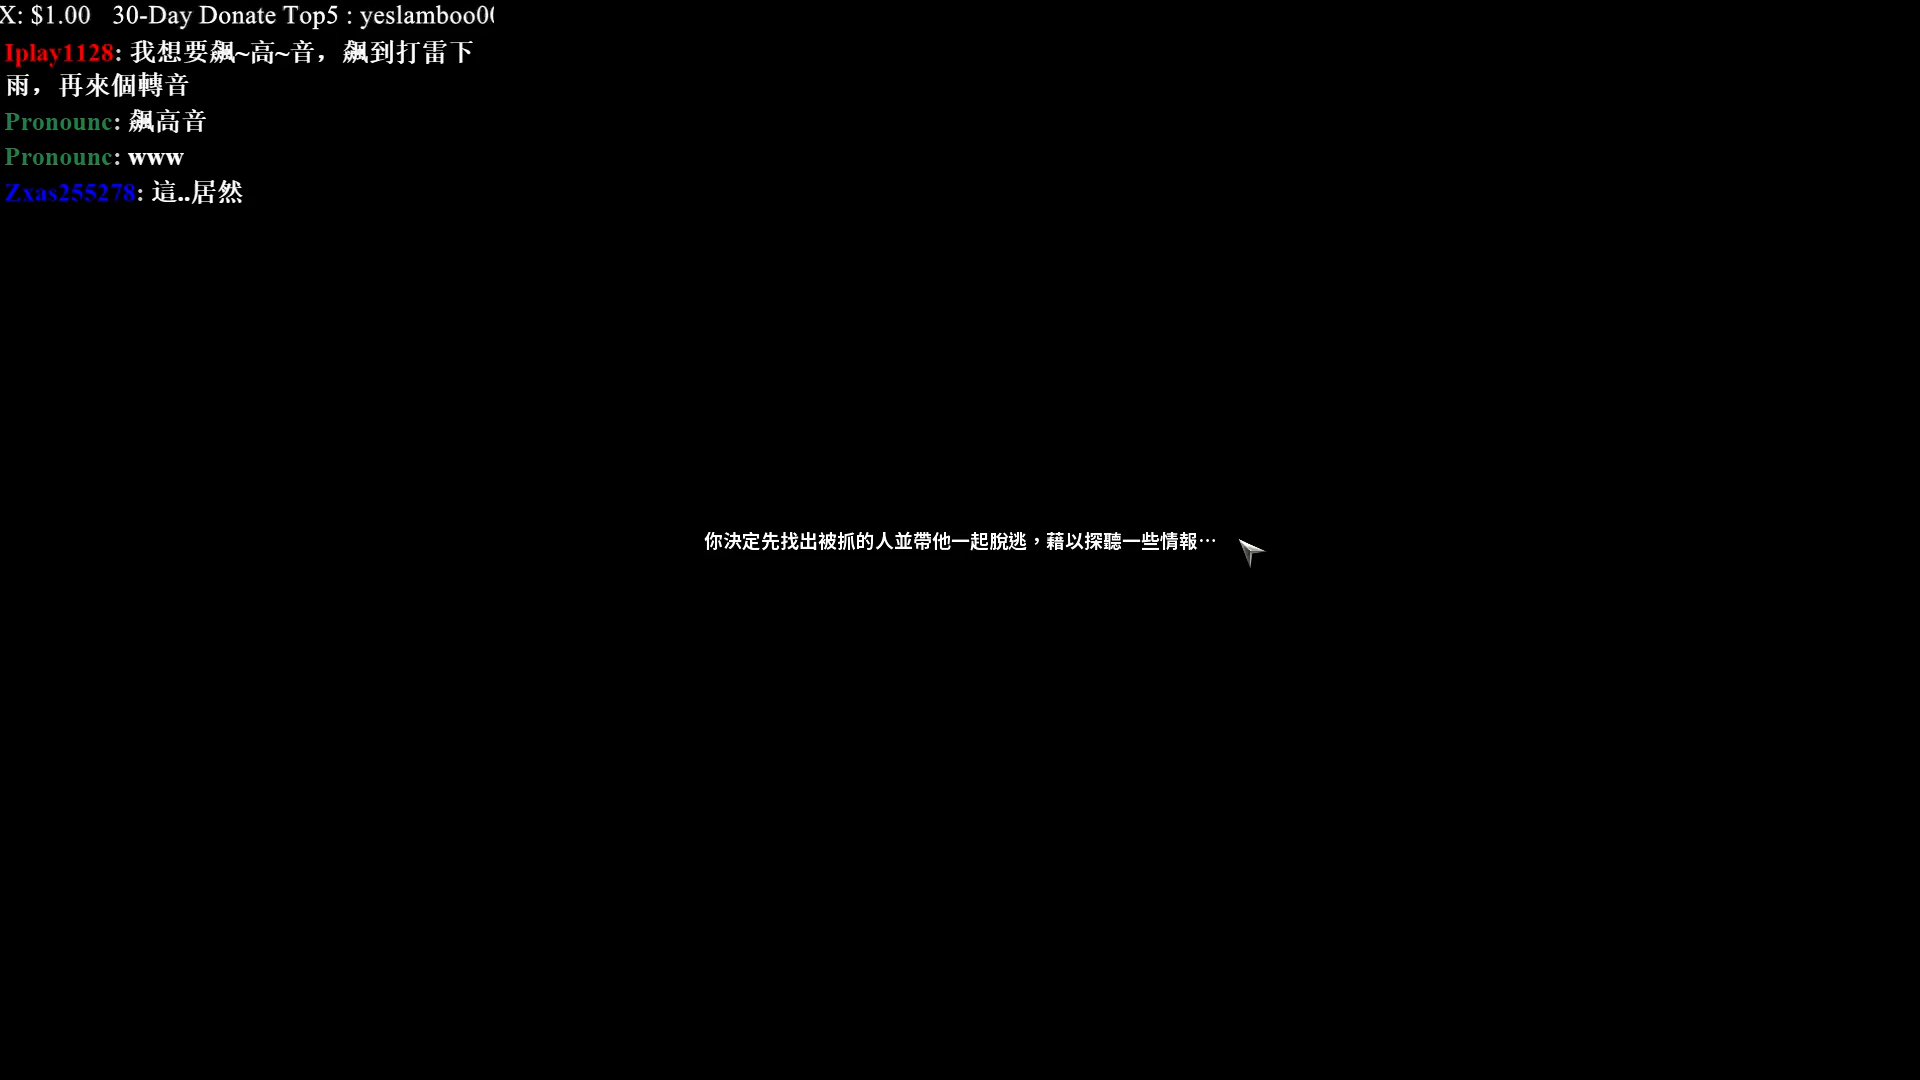 X: $1.00 30-Day Donate Top5 : yeslamboo0
Iplay1128: 我想要飆~高~音，飆到打雷下
雨，再來個轉音
Pronounc: 飆高音
Pronounc: www
Zxas255278: 這..居然
你決定先找出被抓的人並帶他一起脫逃，藉以探聽一些情報…